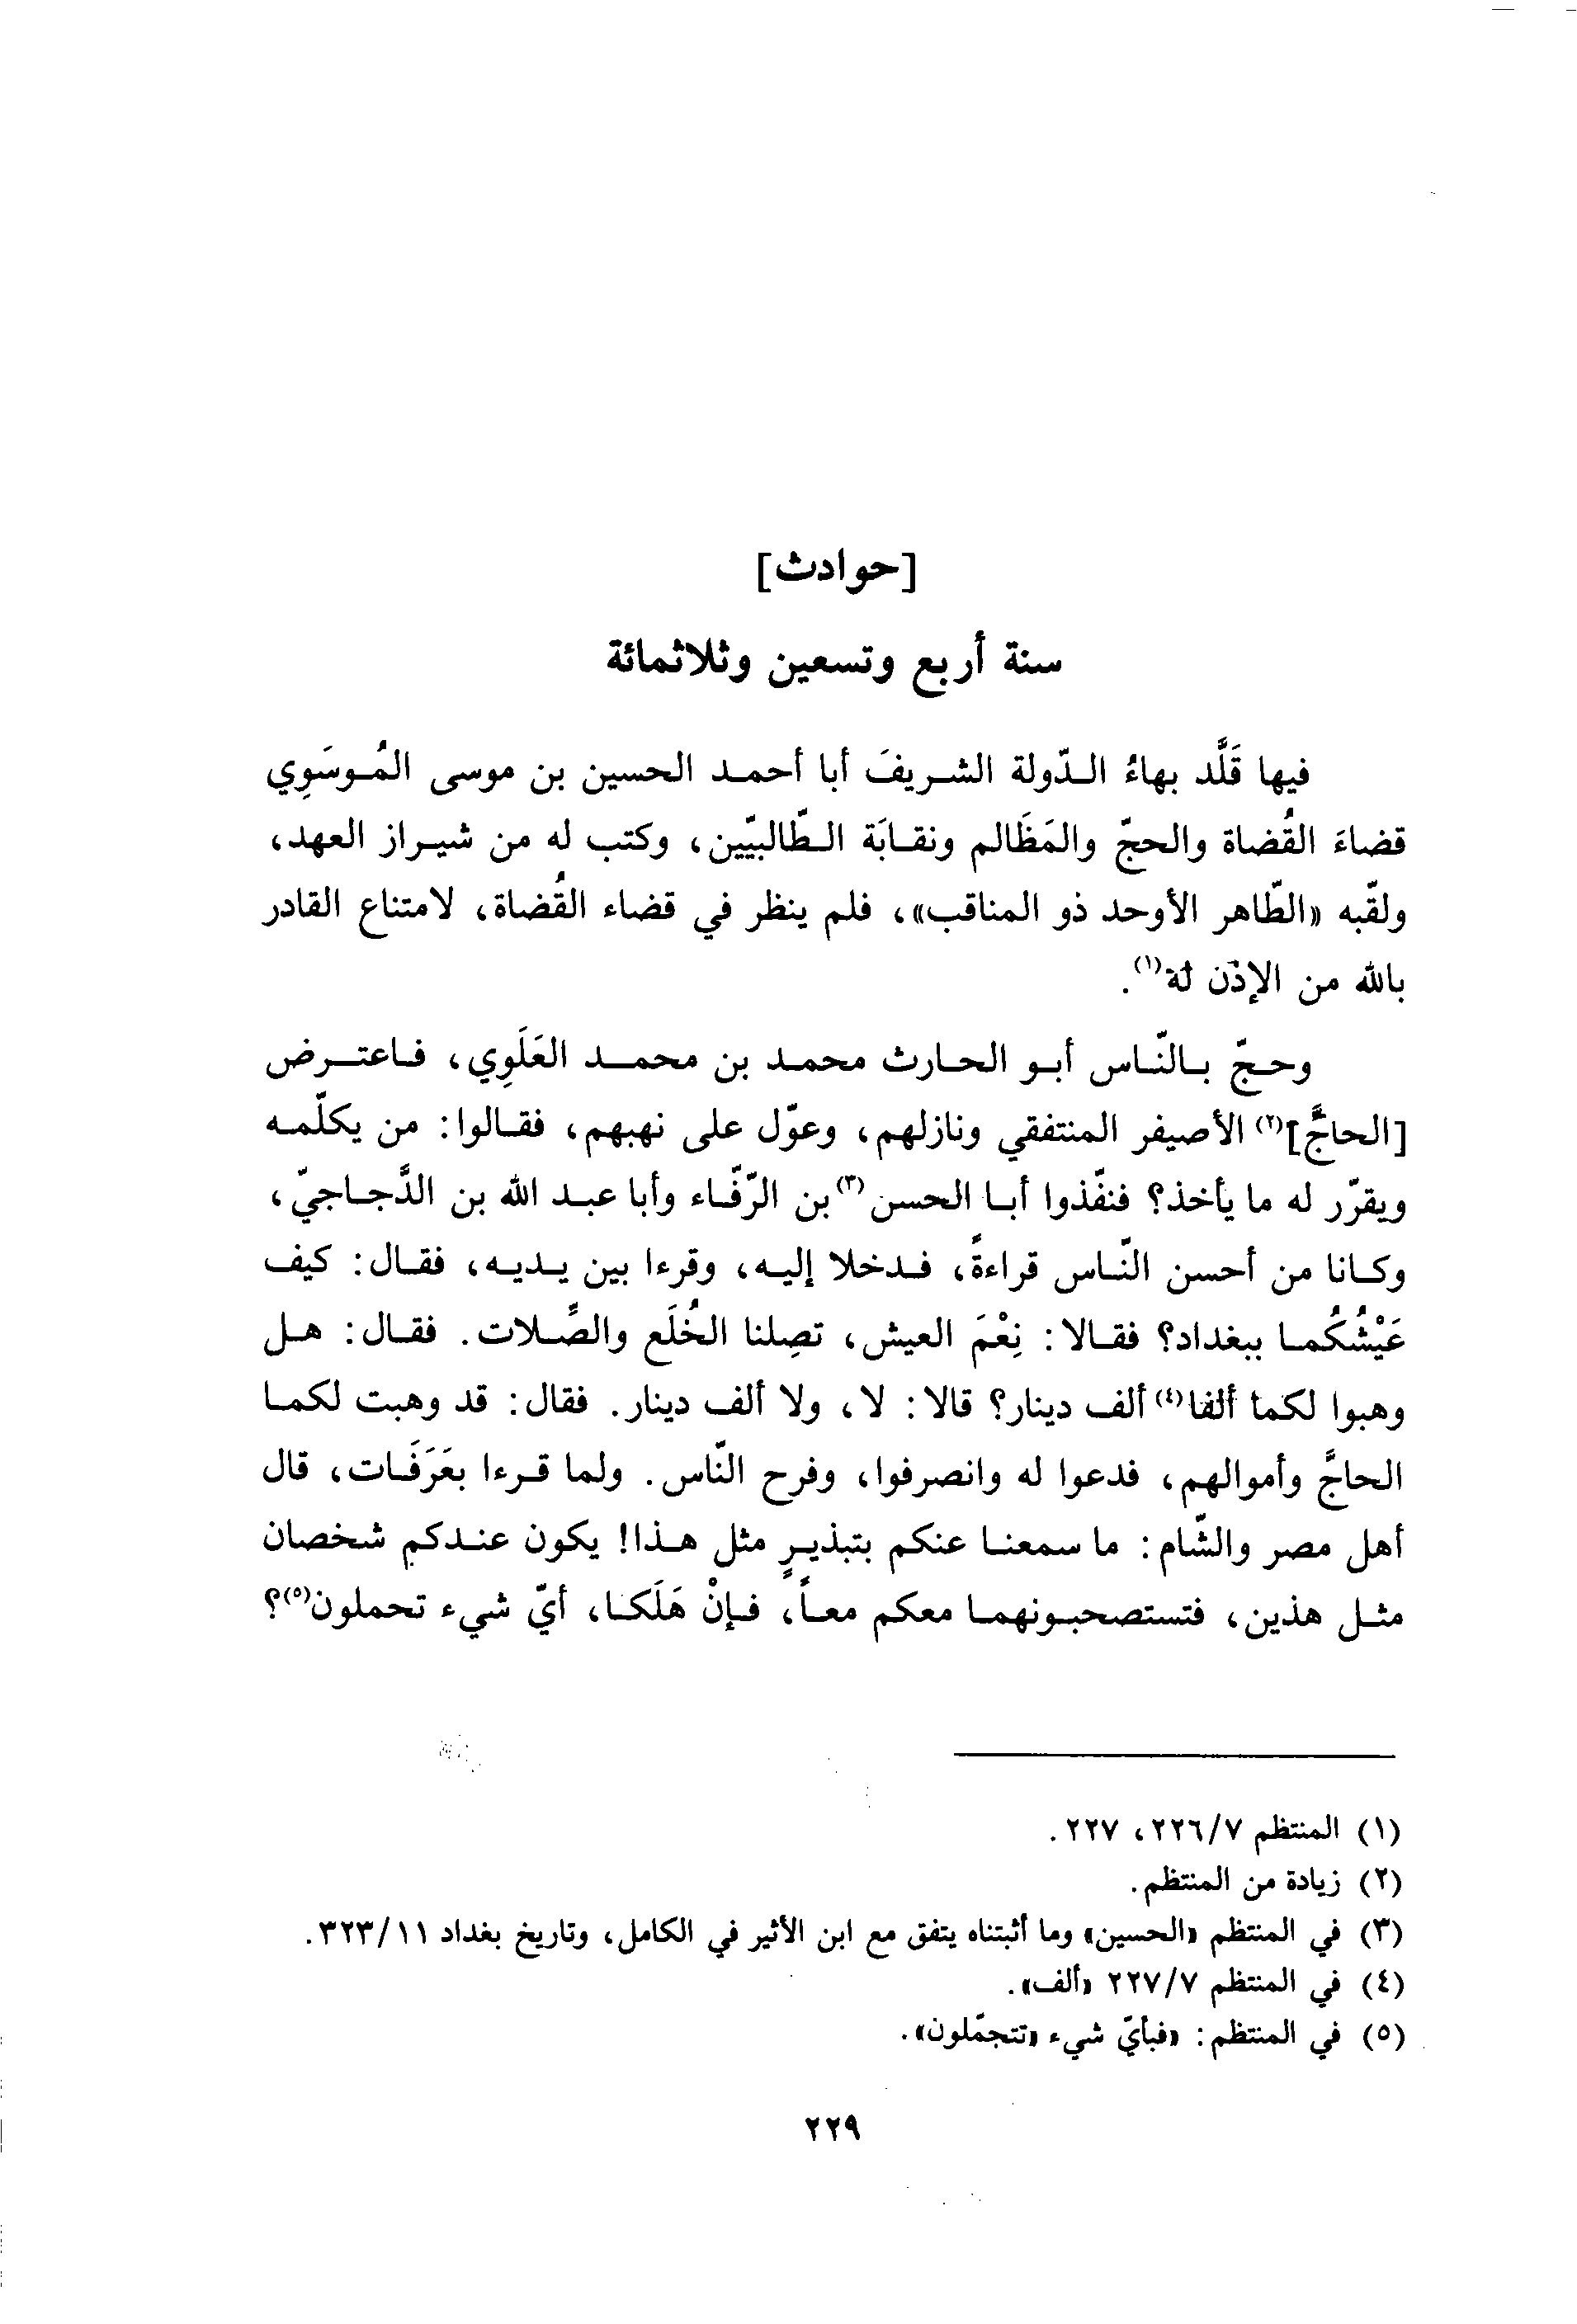 [حوادث]
سنة أربع وتسعين وثلاثمائة
فيها قَلَّد بهاءُ الدّولة الشريفَ أبا أحمد الحسين بن موسى المُوسَوِي
قضاءَ القُضاة والحجّ والمَظَالم ونقابَة الطّالبيّين، وكتب له من شيراز العهد،
ولقّبه «الطّاهر الأوحد ذو المناقب»، فلم ينظر في قضاء القُضاة، لامتناع القادر
بالله من الإذن له(١).
وحجّ بالنّاس أبو الحارث محمد بن محمد العَلَوِي، فاعترض
[الحاجَّ](٢) الأصيفر المنتفقي ونازلهم، وعوّل على نهبهم، فقالوا: من يكلّمه
ويقرّر له ما يأخذ؟ فنفّذوا أبا الحسن(٣) بن الرّفّاء وأبا عبد الله بن الدَّجاجيّ،
وكانا من أحسن النّاس قراءةً، فدخلا إليه، وقرءا بين يديه، فقال: كيف
عَيْشُكُما ببغداد؟ فقالا: نِعْمَ العيش، تصِلنا الخُلَع والصَّلات. فقال: هل
وهبوا لكما ألفا(٤) ألف دينار؟ قالا: لا، ولا ألف دينار. فقال: قد وهبت لكما
الحاجَّ وأموالهم، فدعوا له وانصرفوا، وفرح النّاس. ولما قرءا بعَرَفَات، قال
أهل مصر والشّام: ما سمعنا عنكم بتبذيرٍ مثل هذا! يكون عندكم شخصان
مثل هذين، فتستصحبونهما معكم معاً، فإنْ هَلَكا، أيّ شيء تحملون(٥)؟
(١) المنتظم ٢٢٦/٧، ٢٢٧.
(٢) زيادة من المنتظم.
(٣) في المنتظم «الحسين» وما أثبتناه يتفق مع ابن الأثير في الكامل، وتاريخ بغداد ٣٢٣/١١.
(٤) في المنتظم ٢٢٧/٧ «ألف».
(٥) في المنتظم: «فبأيّ شيء «تتجمّلون».
٢٢٩